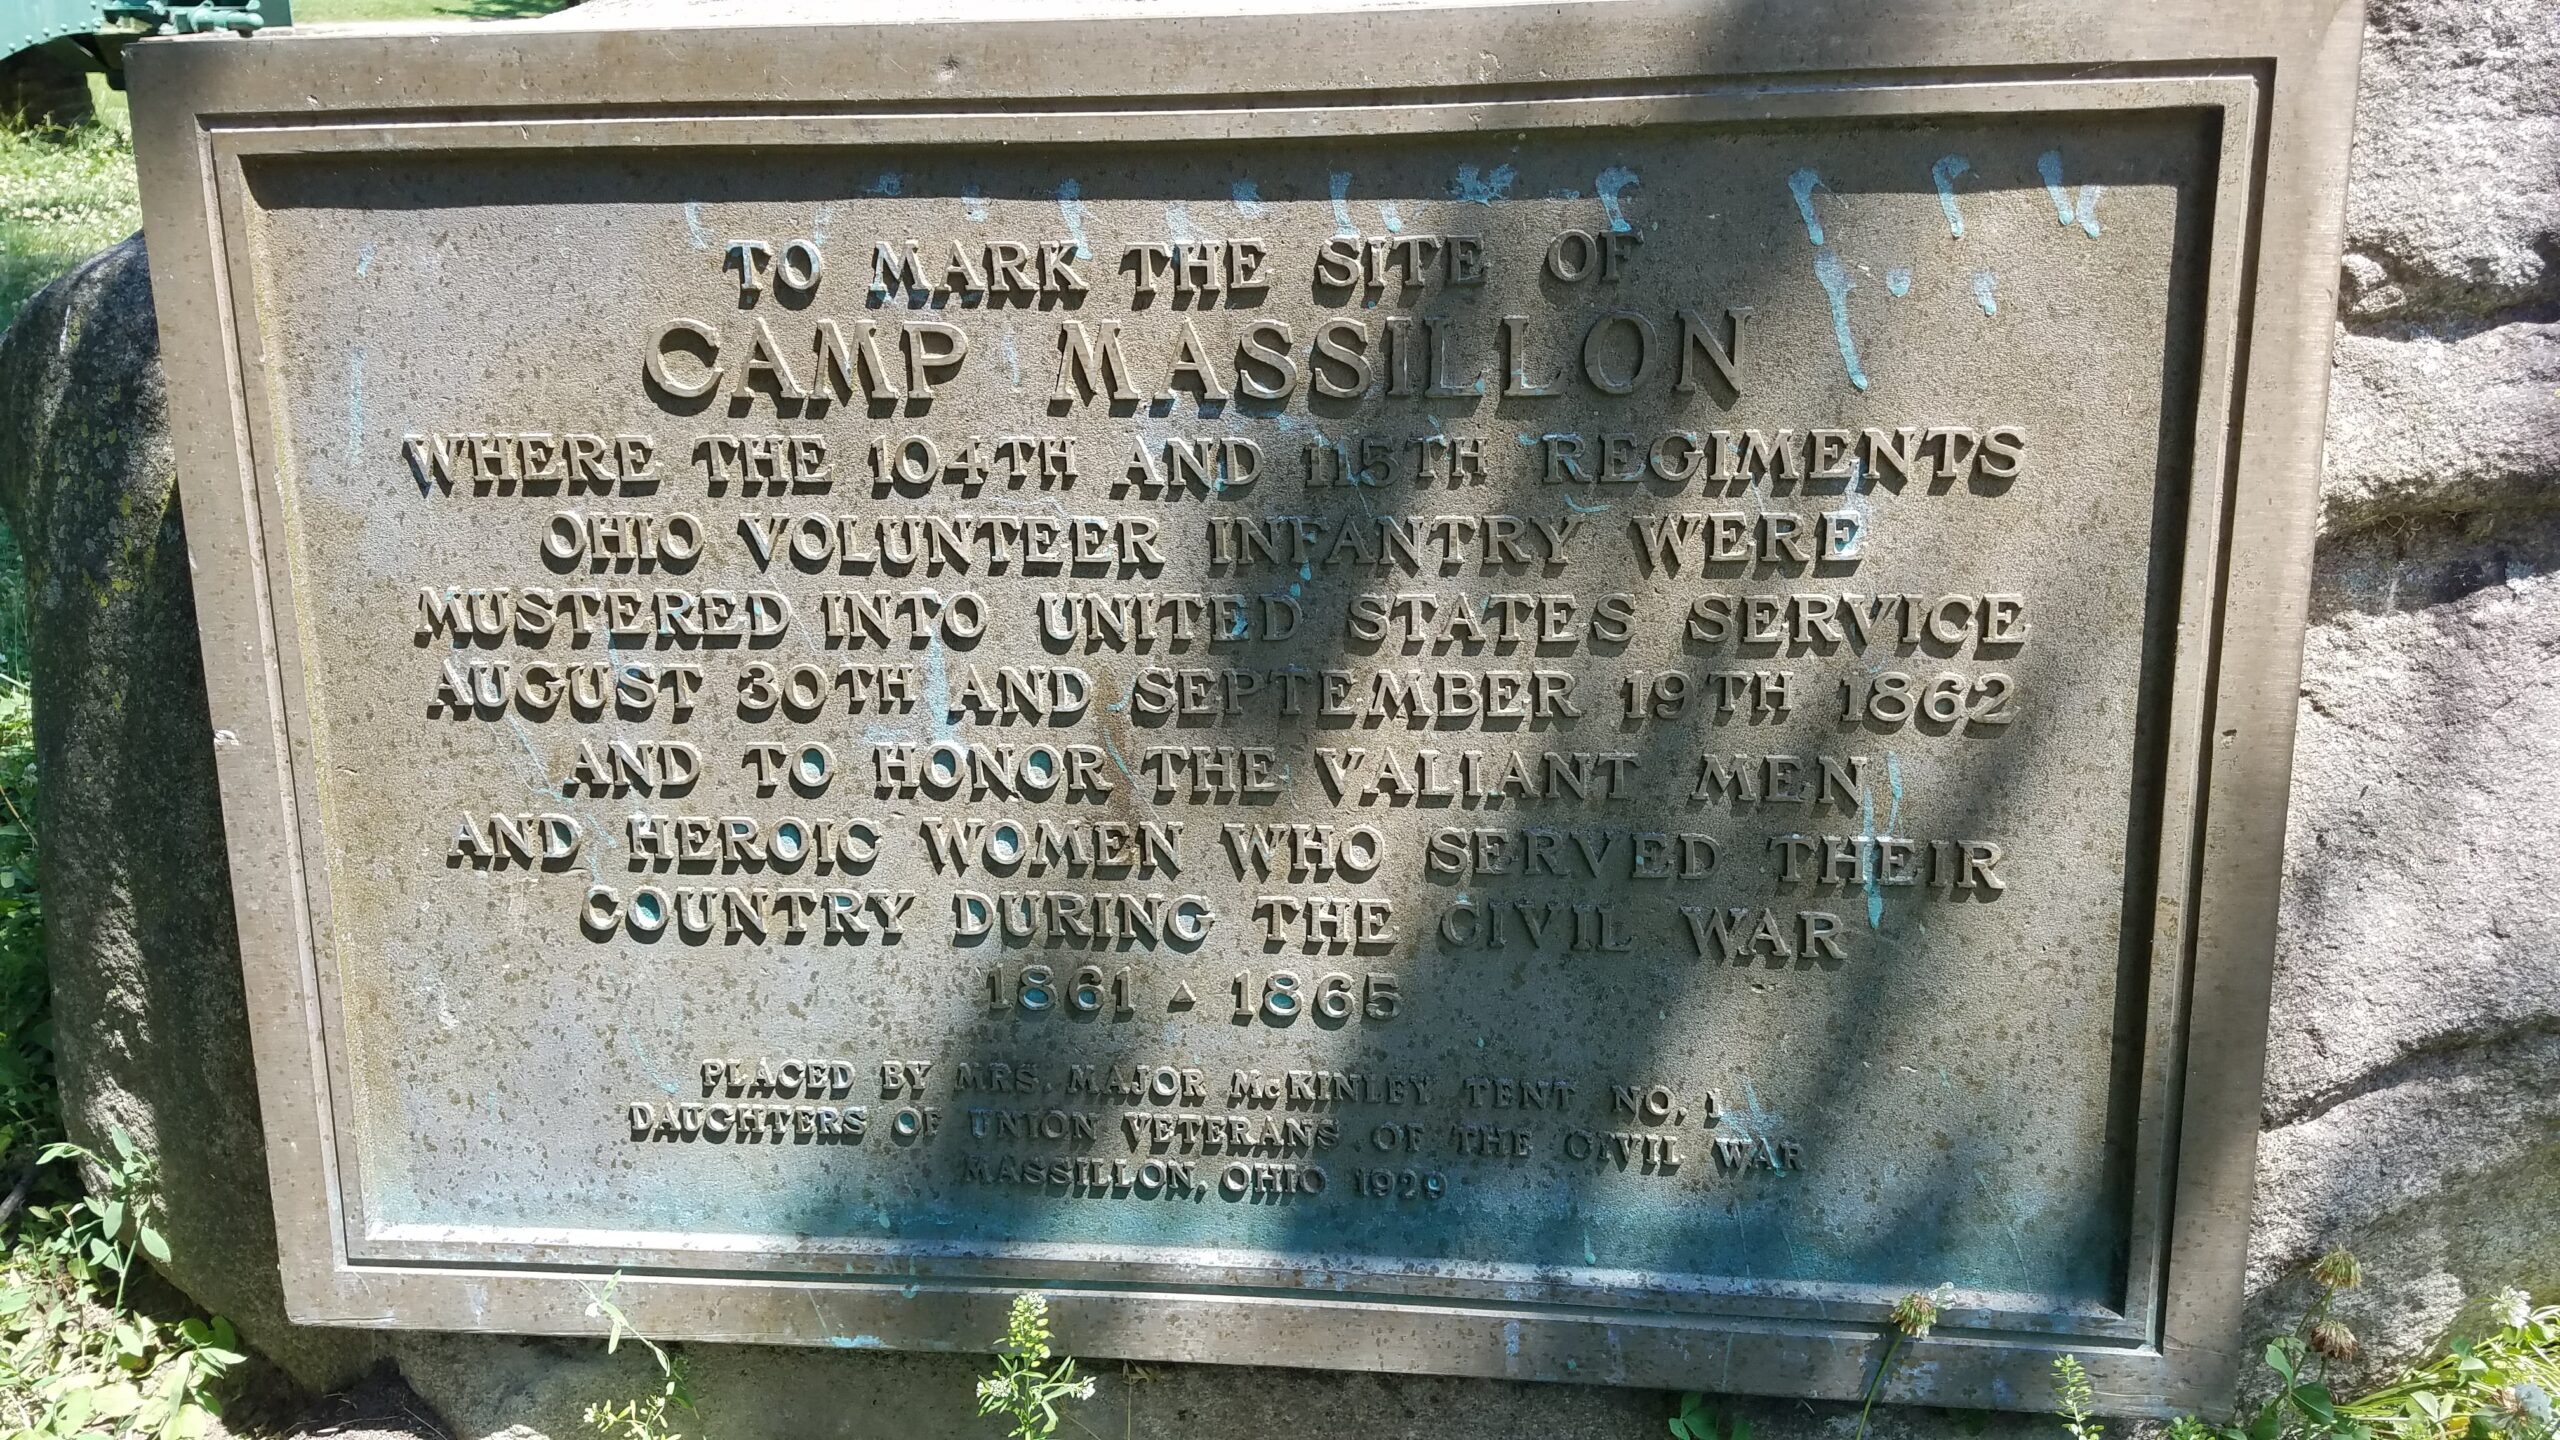 TO MARK THE SITE OF
CAMP MASSILLON
WHERE THE 104TH AND 115TH REGIMENTS
OHIO VOLUNTEER INFANTRY WERE
MUSTERED INTO UNITED STATES SERVICE
AUGUST 30TH AND SEPTEMBER 19TH 1862
AND TO HONOR THE VALIANT MEN
AND HEROIC WOMEN WHO SERVED THEIR
COUNTRY DURING THE CIVIL WAR
1861 ▴ 1865
PLACED BY MRS. MAJOR McKINLEY TENT NO. 1
DAUGHTERS OF UNION VETERANS OF THE CIVIL WAR
MASSILLON, OHIO 1929